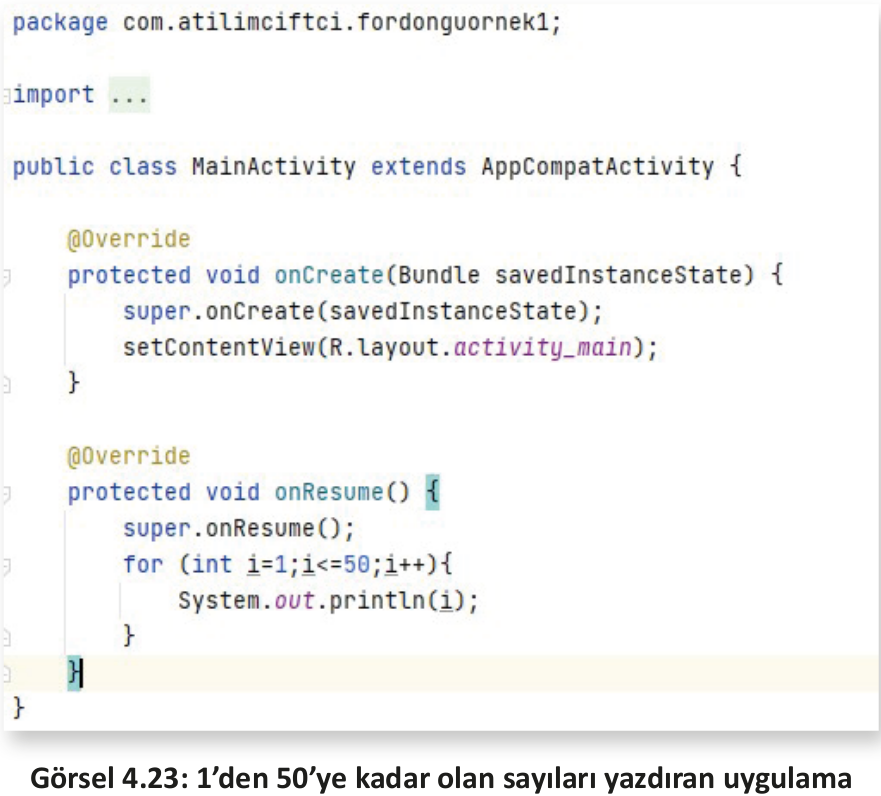 package com.atilimciftci.fordonguornek1;
import ...
public class MainActivity extends AppCompatActivity {
@Override
protected void onCreate(Bundle savedInstanceState) {
super.onCreate(savedInstanceState);
setContentView(R.layout.activity_main);
}
@Override
protected void onResume() {
super.onResume();
for (int i=1;i<=50;i++){
System.out.println(i);
}
}
}
Görsel 4.23: 1’den 50’ye kadar olan sayıları yazdıran uygulama